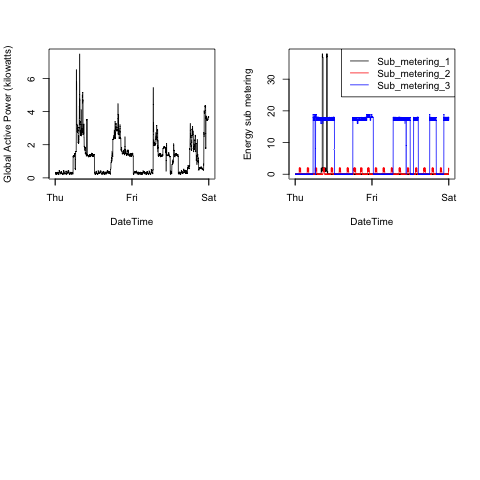 Global Active Power (kilowatts)
0
2
4
6
Thu
Fri
Sat
DateTime
Energy sub metering
0
10
20
30
Sub_metering_1
Sub_metering_2
Sub_metering_3
Thu
Fri
Sat
DateTime